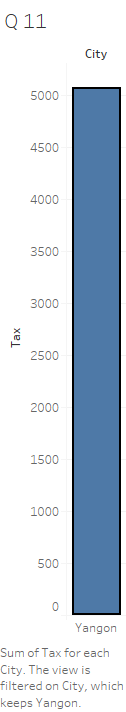 Q 11
City
5000
4500
4000
3500
3000
2500
2000
1500
1000
500
0
Tax
Yangon
Sum of Tax for each
City. The view is
filtered on City, which
keeps Yangon.